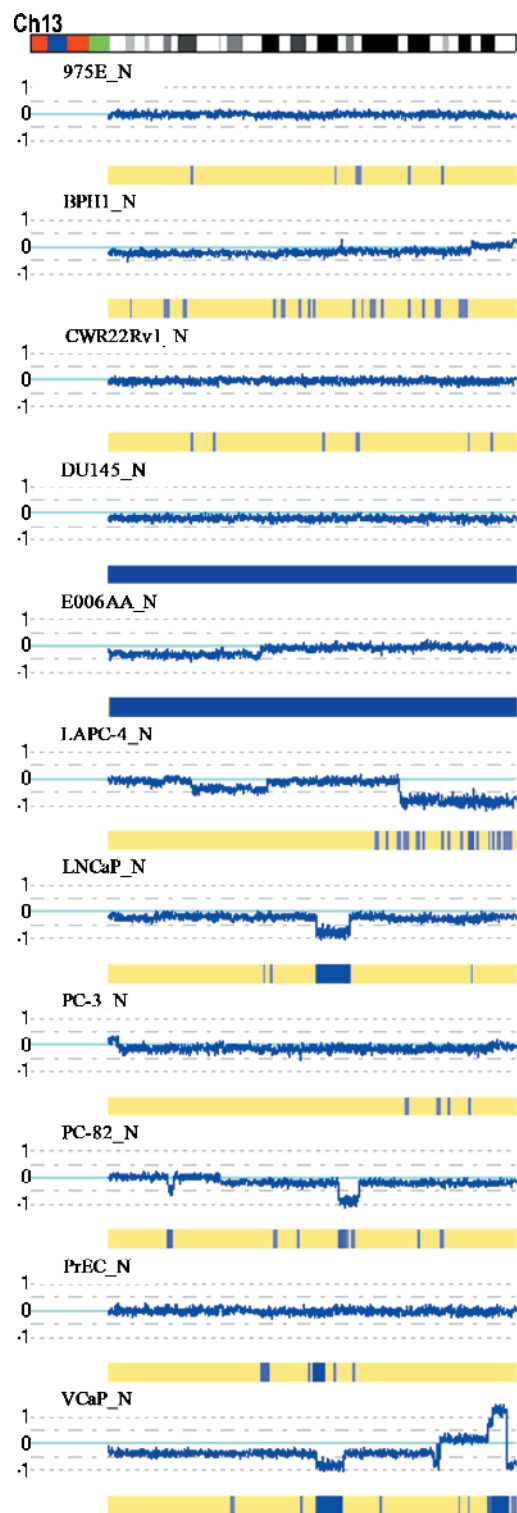 Ch13
975E_N
1
0
-1
BPH1_N
1
0
-1
CWR22Rv1_N
1
0
-1
DU145_N
1
0
-1
E006AA_N
1
0
-1
LAPC-4_N
1
0
-1
LNCaP_N
1
0
-1
PC-3_N
1
0
-1
PC-82_N
1
0
-1
PrEC_N
1
0
-1
VCaP_N
1
0
-1